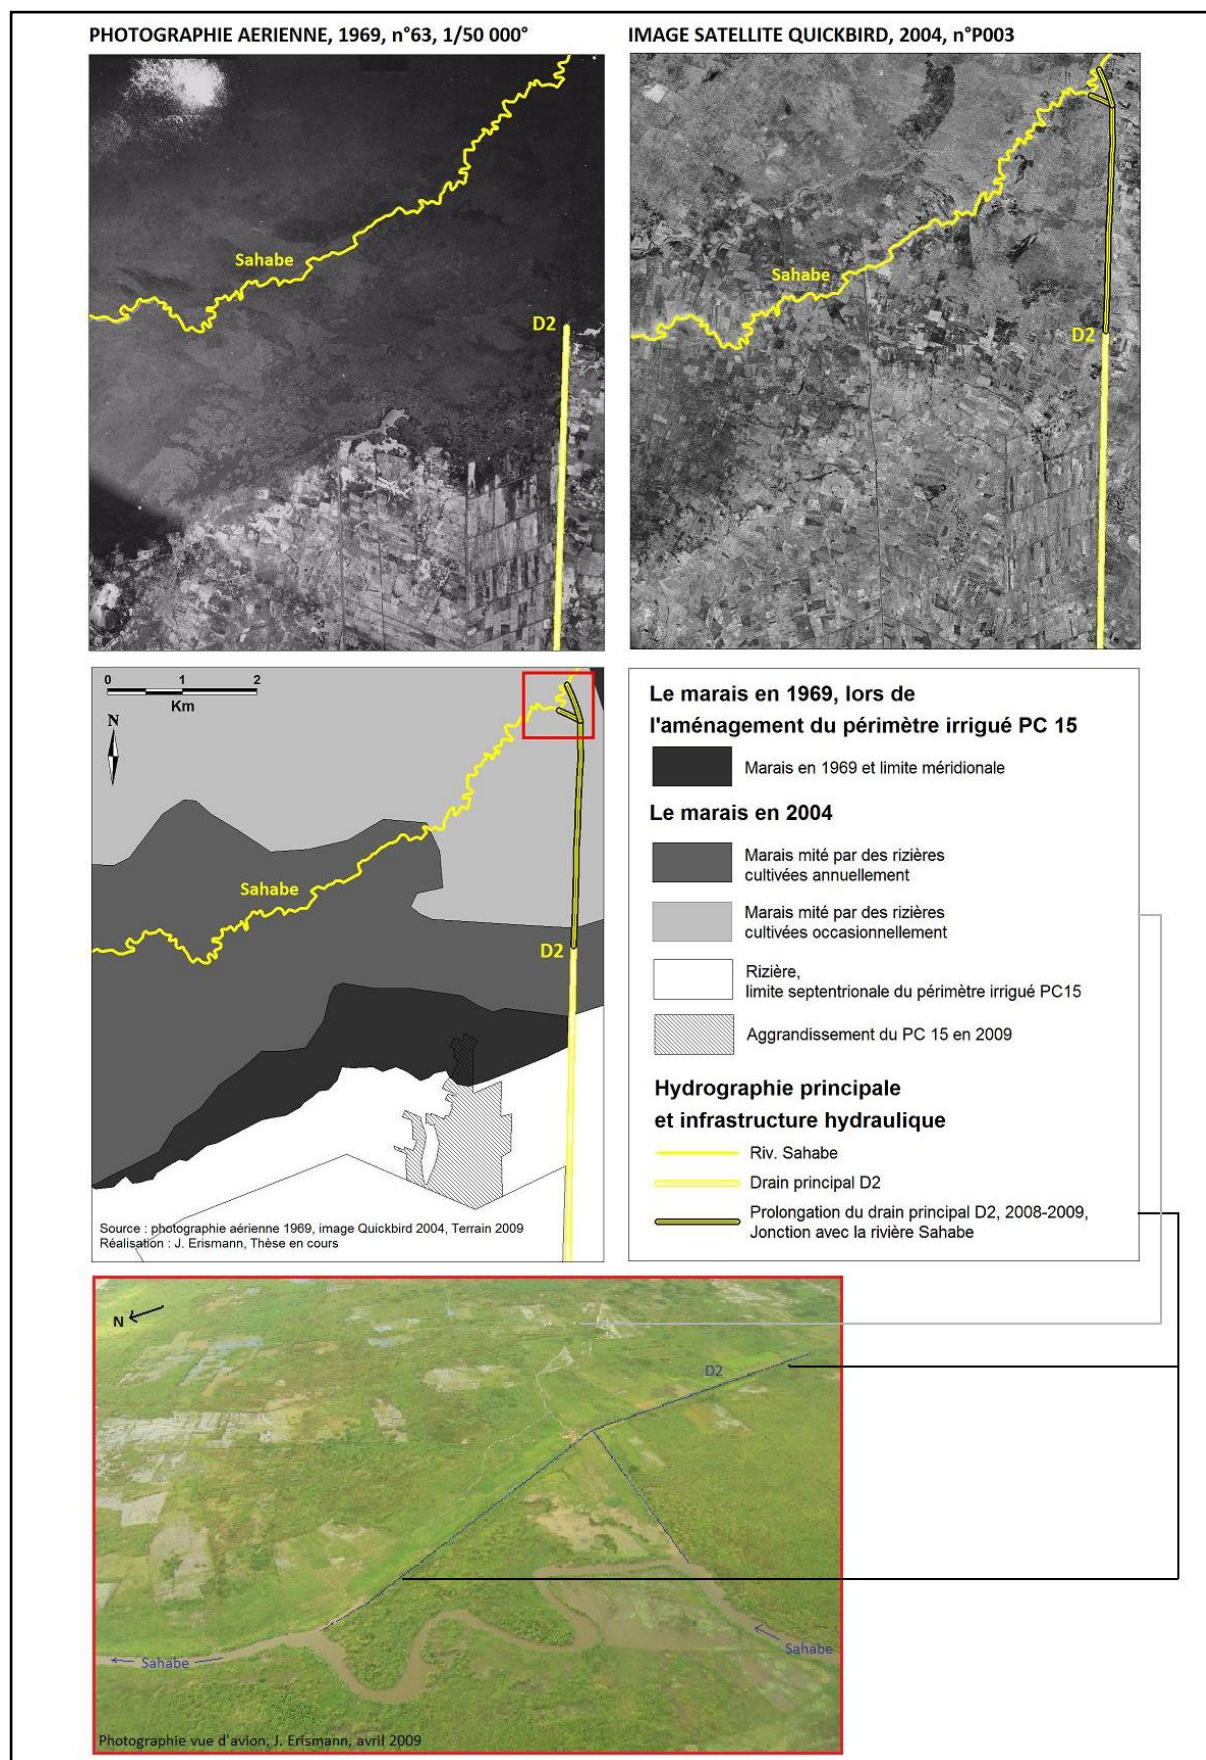 PHOTOGRAPHIE AERIENNE, 1969, n°63, 1/50 000°
IMAGE SATELLITE QUICKBIRD, 2004, n°P003
Sahabe
D2
Sahabe
D2
0 1 2
Km
N
Sahabe
D2
Source : photographie aérienne 1969, image Quickbird 2004, Terrain 2009
Réalisation : J. Erismann, Thèse en cours
Le marais en 1969, lors de
l'aménagement du périmètre irrigué PC 15
Marais en 1969 et limite méridionale
Le marais en 2004
Marais mité par des rizières
cultivées annuellement
Marais mité par des rizières
cultivées occasionnellement
Rizière,
limite septentrionale du périmètre irrigué PC15
Aggrandissement du PC 15 en 2009
Hydrographie principale
et infrastructure hydraulique
Riv. Sahabe
Drain principal D2
Prolongation du drain principal D2, 2008-2009,
Jonction avec la rivière Sahabe
N
D2
Sahabe
Sahabe
Photographie vue d'avion, J. Erismann, avril 2009